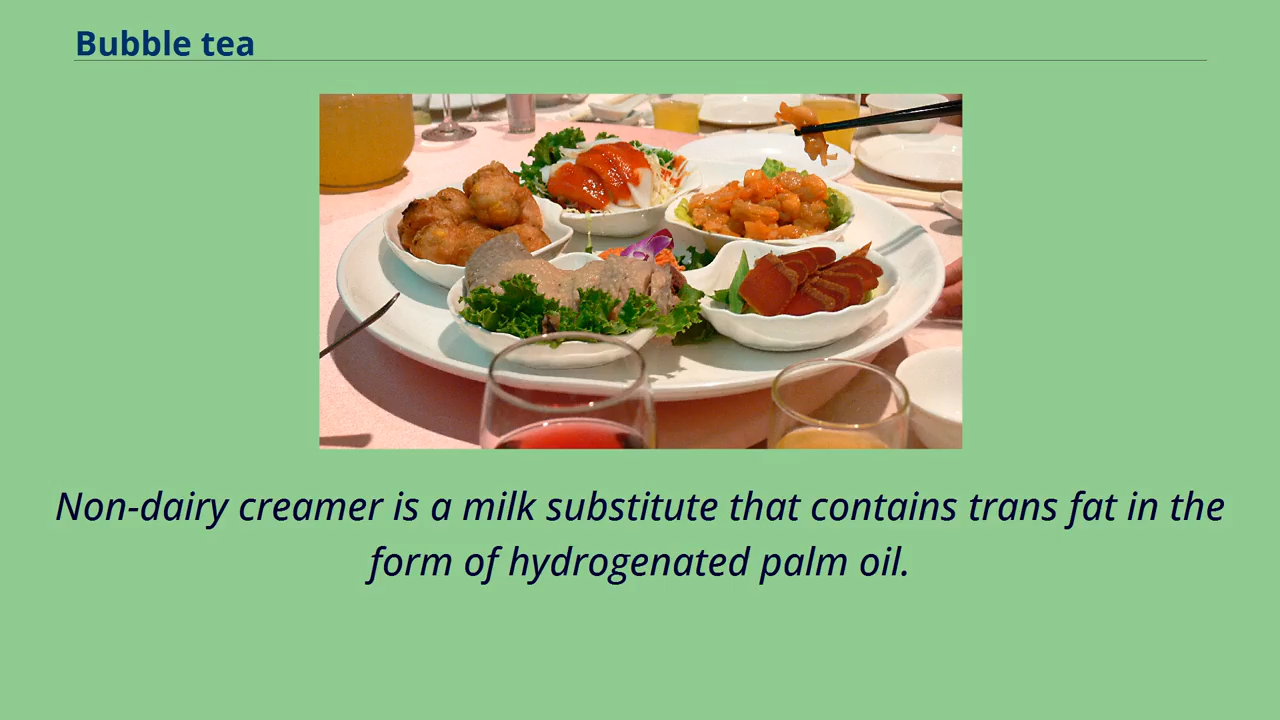 Bubble tea
Non-dairy creamer is a milk substitute that contains trans fat in the
form of hydrogenated palm oil.